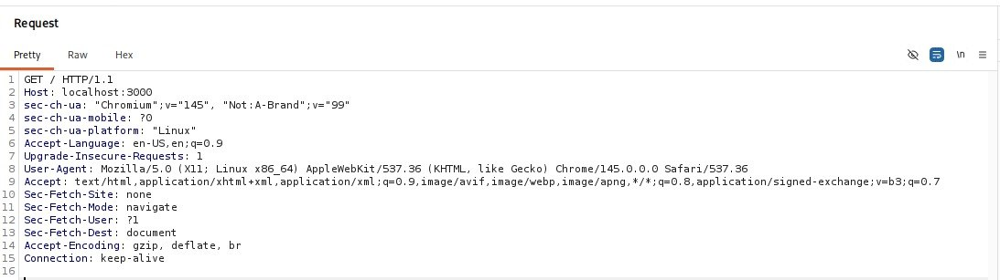 Request
Pretty Raw Hex
\n
1 GET / HTTP/1.1
2 Host: localhost:3000
3 sec-ch-ua: "Chromium";v="145", "Not:A-Brand";v="99"
4 sec-ch-ua-mobile: ?0
5 sec-ch-ua-platform: "Linux"
6 Accept-Language: en-US,en;q=0.9
7 Upgrade-Insecure-Requests: 1
8 User-Agent: Mozilla/5.0 (X11; Linux x86_64) AppleWebKit/537.36 (KHTML, like Gecko) Chrome/145.0.0.0 Safari/537.36
9 Accept: text/html,application/xhtml+xml,application/xml;q=0.9,image/avif,image/webp,image/apng,*/*;q=0.8,application/signed-exchange;v=b3;q=0.7
10 Sec-Fetch-Site: none
11 Sec-Fetch-Mode: navigate
12 Sec-Fetch-User: ?1
13 Sec-Fetch-Dest: document
14 Accept-Encoding: gzip, deflate, br
15 Connection: keep-alive
16